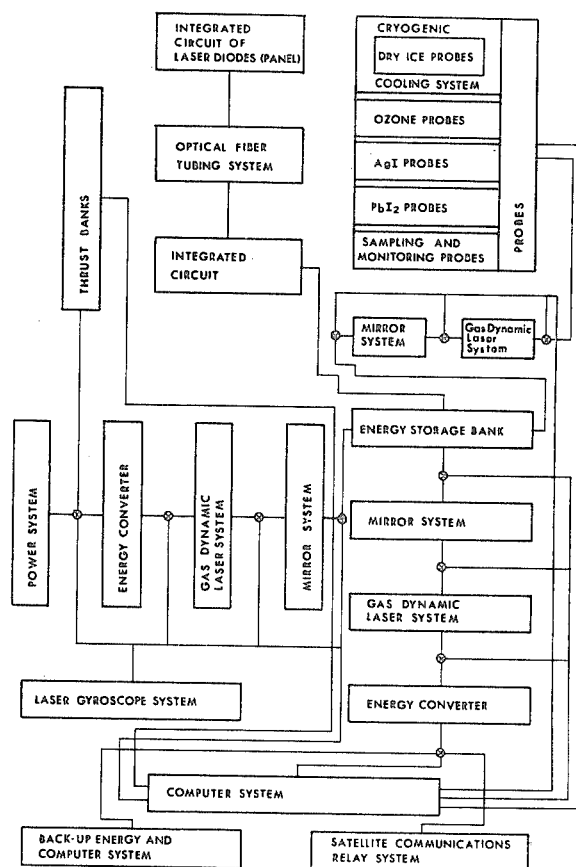 INTEGRATED
CIRCUIT OF
LASER DIODES (PANEL)
OPTICAL FIBER
TUBING SYSTEM
INTEGRATED
CIRCUIT
THRUST BANKS
CRYOGENIC
DRY ICE PROBES
COOLING SYSTEM
OZONE PROBES
AgI PROBES
PbI2 PROBES
SAMPLING AND
MONITORING PROBES
PROBES
MIRROR
SYSTEM
Gas Dynamic
Laser
System
ENERGY STORAGE BANK
POWER SYSTEM
ENERGY CONVERTER
GAS DYNAMIC
LASER SYSTEM
MIRROR SYSTEM
MIRROR SYSTEM
GAS DYNAMIC
LASER SYSTEM
LASER GYROSCOPE SYSTEM
ENERGY CONVERTER
COMPUTER SYSTEM
BACK-UP ENERGY AND
COMPUTER SYSTEM
SATELLITE COMMUNICATIONS
RELAY SYSTEM